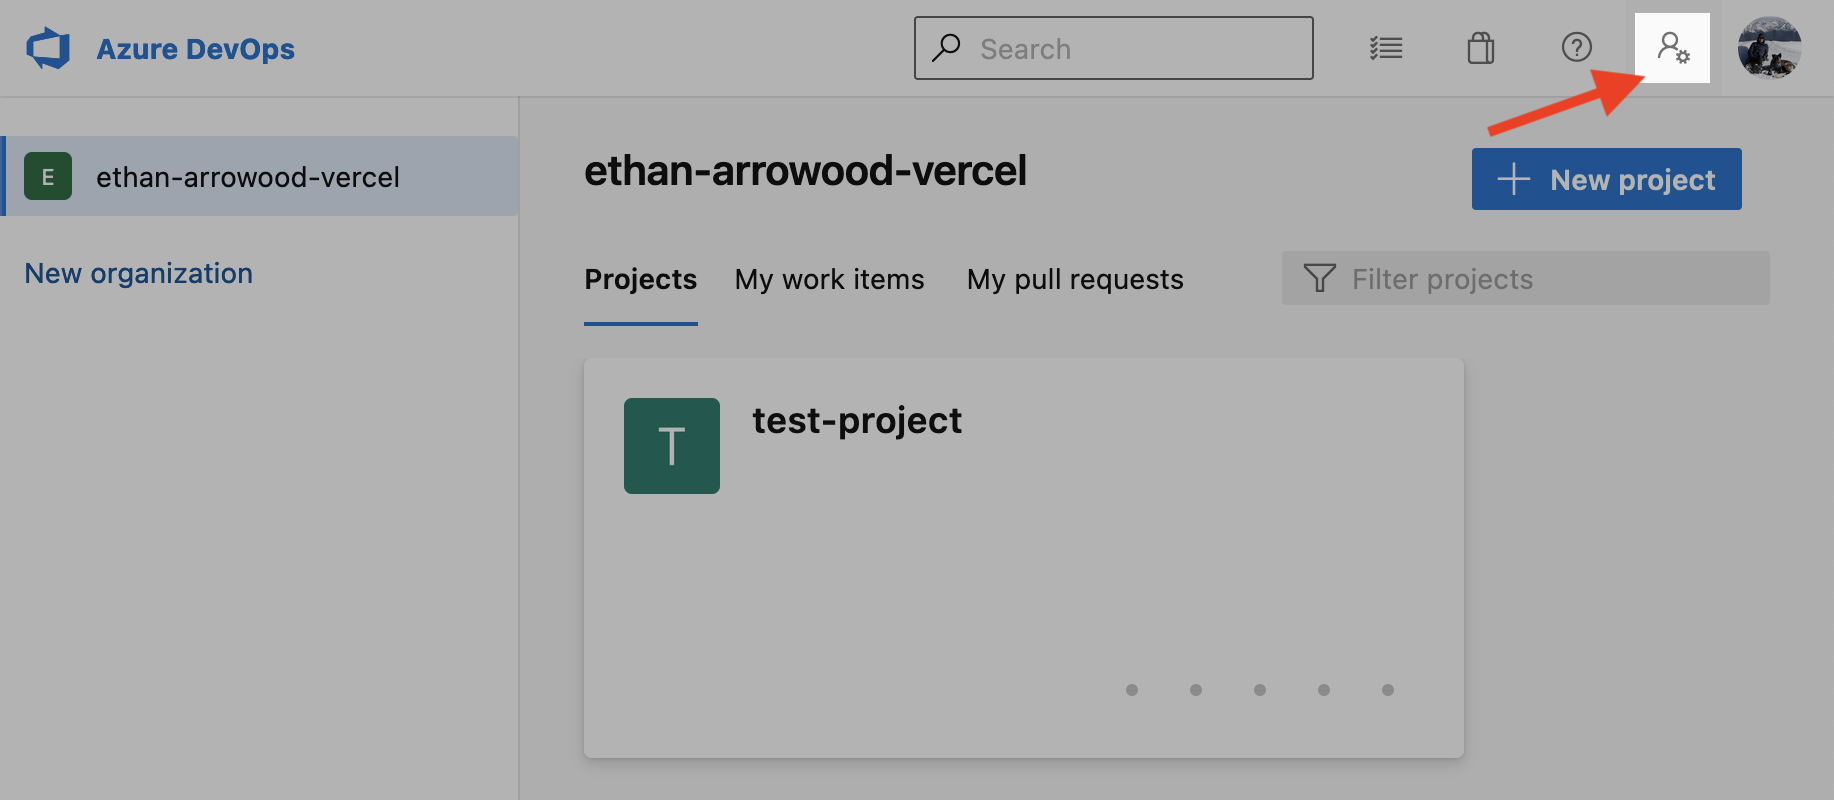 Azure DevOps
Search
?
E
ethan-arrowood-vercel
New organization
ethan-arrowood-vercel
New project
Projects
My work items
My pull requests
Filter projects
T
test-project